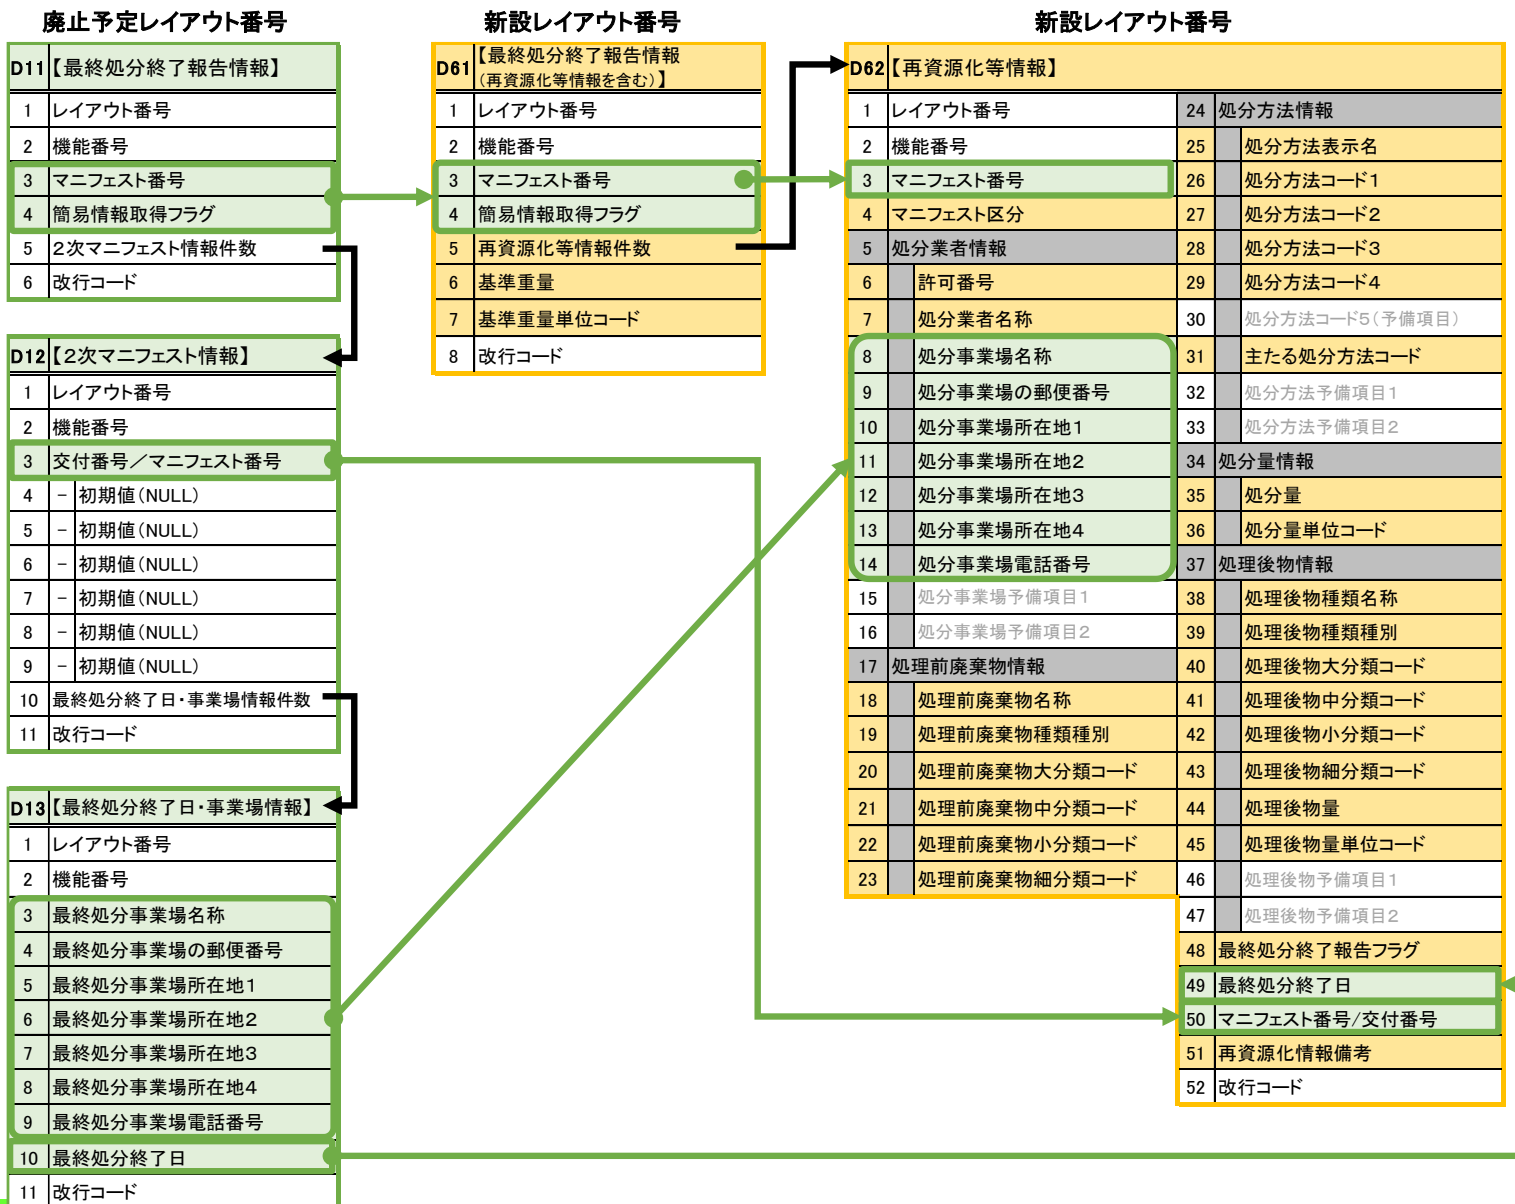 廃止予定レイアウト番号
D11【最終処分終了報告情報】
1 レイアウト番号
2 機能番号
3 マニフェスト番号
4 簡易情報取得フラグ
5 2次マニフェスト情報件数
6 改行コード
D12【2次マニフェスト情報】
1 レイアウト番号
2 機能番号
3 交付番号／マニフェスト番号
4 － 初期値(NULL)
5 － 初期値(NULL)
6 － 初期値(NULL)
7 － 初期値(NULL)
8 － 初期値(NULL)
9 － 初期値(NULL)
10 最終処分終了日・事業場情報件数
11 改行コード
D13【最終処分終了日・事業場情報】
1 レイアウト番号
2 機能番号
3 最終処分事業場名称
4 最終処分事業場の郵便番号
5 最終処分事業場所在地1
6 最終処分事業場所在地2
7 最終処分事業場所在地3
8 最終処分事業場所在地4
9 最終処分事業場電話番号
10 最終処分終了日
11 改行コード
新設レイアウト番号
D61【最終処分終了報告情報
(再資源化等情報を含む)】
1 レイアウト番号
2 機能番号
3 マニフェスト番号
4 簡易情報取得フラグ
5 再資源化等情報件数
6 基準重量
7 基準重量単位コード
8 改行コード
新設レイアウト番号
D62【再資源化等情報】
1 レイアウト番号
2 機能番号
3 マニフェスト番号
4 マニフェスト区分
5 処分業者情報
6 許可番号
7 処分業者名称
8 処分事業場名称
9 処分事業場の郵便番号
10 処分事業場所在地1
11 処分事業場所在地2
12 処分事業場所在地3
13 処分事業場所在地4
14 処分事業場電話番号
15 処分事業場予備項目1
16 処分事業場予備項目2
17 処理前廃棄物情報
18 処理前廃棄物名称
19 処理前廃棄物種類種別
20 処理前廃棄物大分類コード
21 処理前廃棄物中分類コード
22 処理前廃棄物小分類コード
23 処理前廃棄物細分類コード
24 処分方法情報
25 処分方法表示名
26 処分方法コード1
27 処分方法コード2
28 処分方法コード3
29 処分方法コード4
30 処分方法コード5(予備項目)
31 主たる処分方法コード
32 処分方法予備項目1
33 処分方法予備項目2
34 処分量情報
35 処分量
36 処分量単位コード
37 処理後物情報
38 処理後物種類名称
39 処理後物種類種別
40 処理後物大分類コード
41 処理後物中分類コード
42 処理後物小分類コード
43 処理後物細分類コード
44 処理後物量
45 処理後物量単位コード
46 処理後物予備項目1
47 処理後物予備項目2
48 最終処分終了報告フラグ
49 最終処分終了日
50 マニフェスト番号/交付番号
51 再資源化情報備考
52 改行コード